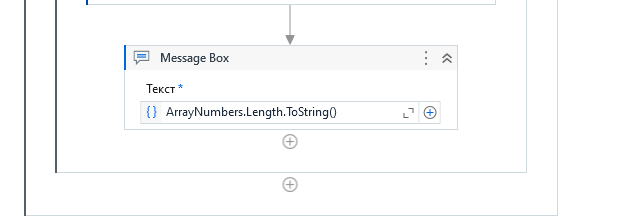 Message Box
Текст *
{ } ArrayNumbers.Length.ToString()